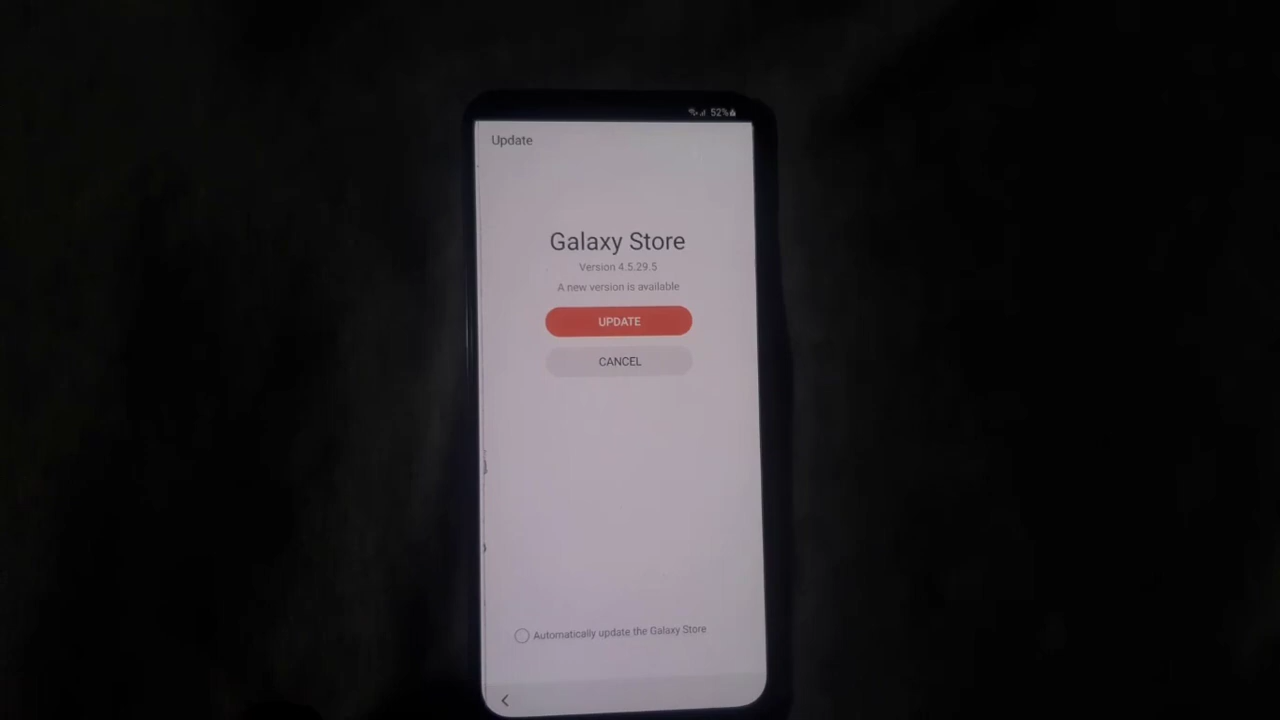 52%
Update
Galaxy Store
Version 4.5.29.5
A new version is available
UPDATE
CANCEL
Automatically update the Galaxy Store